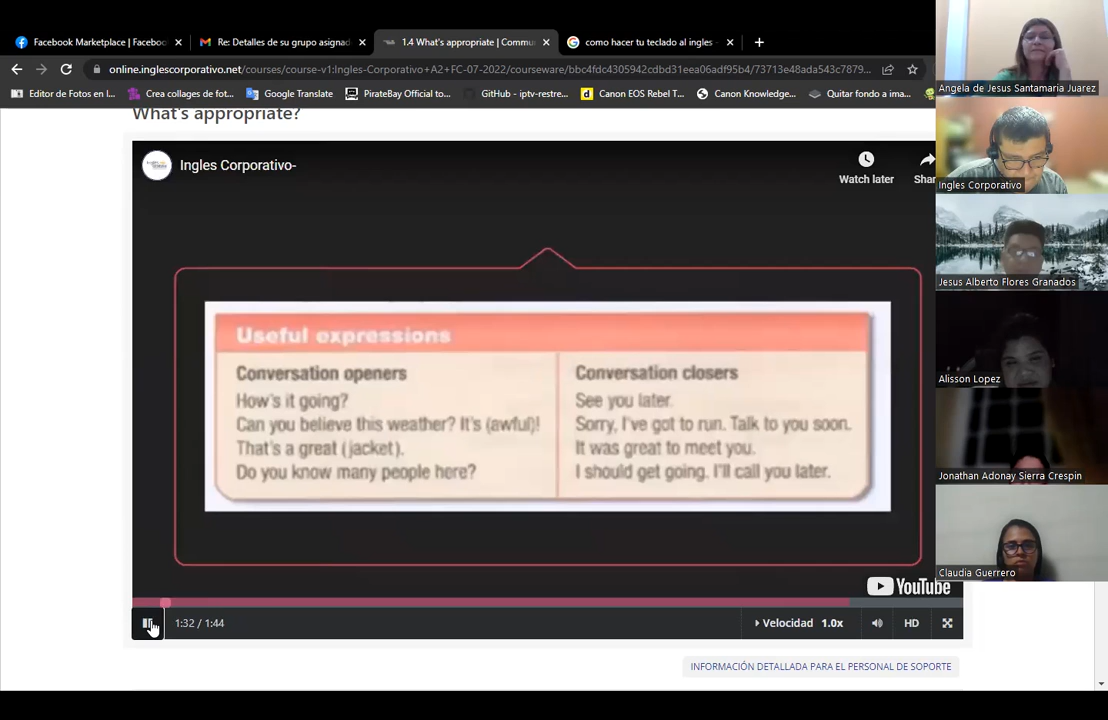 Facebook Marketplace | Faceboo
Re: Detalles de su grupo asignad
1.4 What's appropriate | Commu
como hacer tu teclado al ingles -
online.inglescorporativo.net/courses/course-v1:Ingles-Corporativo+A2+FC-07-2022/courseware/bbc4fdc4305942cdbd31eea06adf95b4/73713e48ada543c7879...
Editor de Fotos en l...
Crea collages de fot...
Google Translate
PirateBay Official to...
GitHub - iptv-restre...
Canon EOS Rebel T...
Canon Knowledge...
Quitar fondo a imag...
What's appropriate?
Ingles Corporativo-
Watch later
Shar
Useful expressions
Conversation openers
How's it going?
Can you believe this weather? It's (awful)!
That's a great (jacket).
Do you know many people here?
Conversation closers
See you later.
Sorry, I've got to run. Talk to you soon.
It was great to meet you.
I should get going. I'll call you later.
YouTube
1:32 / 1:44
Velocidad 1.0x
HD
INFORMACIÓN DETALLADA PARA EL PERSONAL DE SOPORTE
Angela de Jesus Santamaria Juarez
Ingles Corporativo
Jesus Alberto Flores Granados
Alisson Lopez
Jonathan Adonay Sierra Crespin
Claudia Guerrero